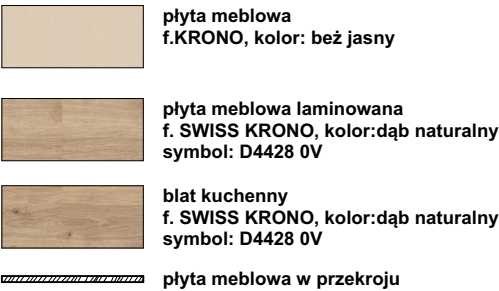 płyta meblowa
f.KRONO, kolor: beż jasny
płyta meblowa laminowana
f. SWISS KRONO, kolor:dąb naturalny
symbol: D4428 0V
blat kuchenny
f. SWISS KRONO, kolor:dąb naturalny
symbol: D4428 0V
płyta meblowa w przekroju